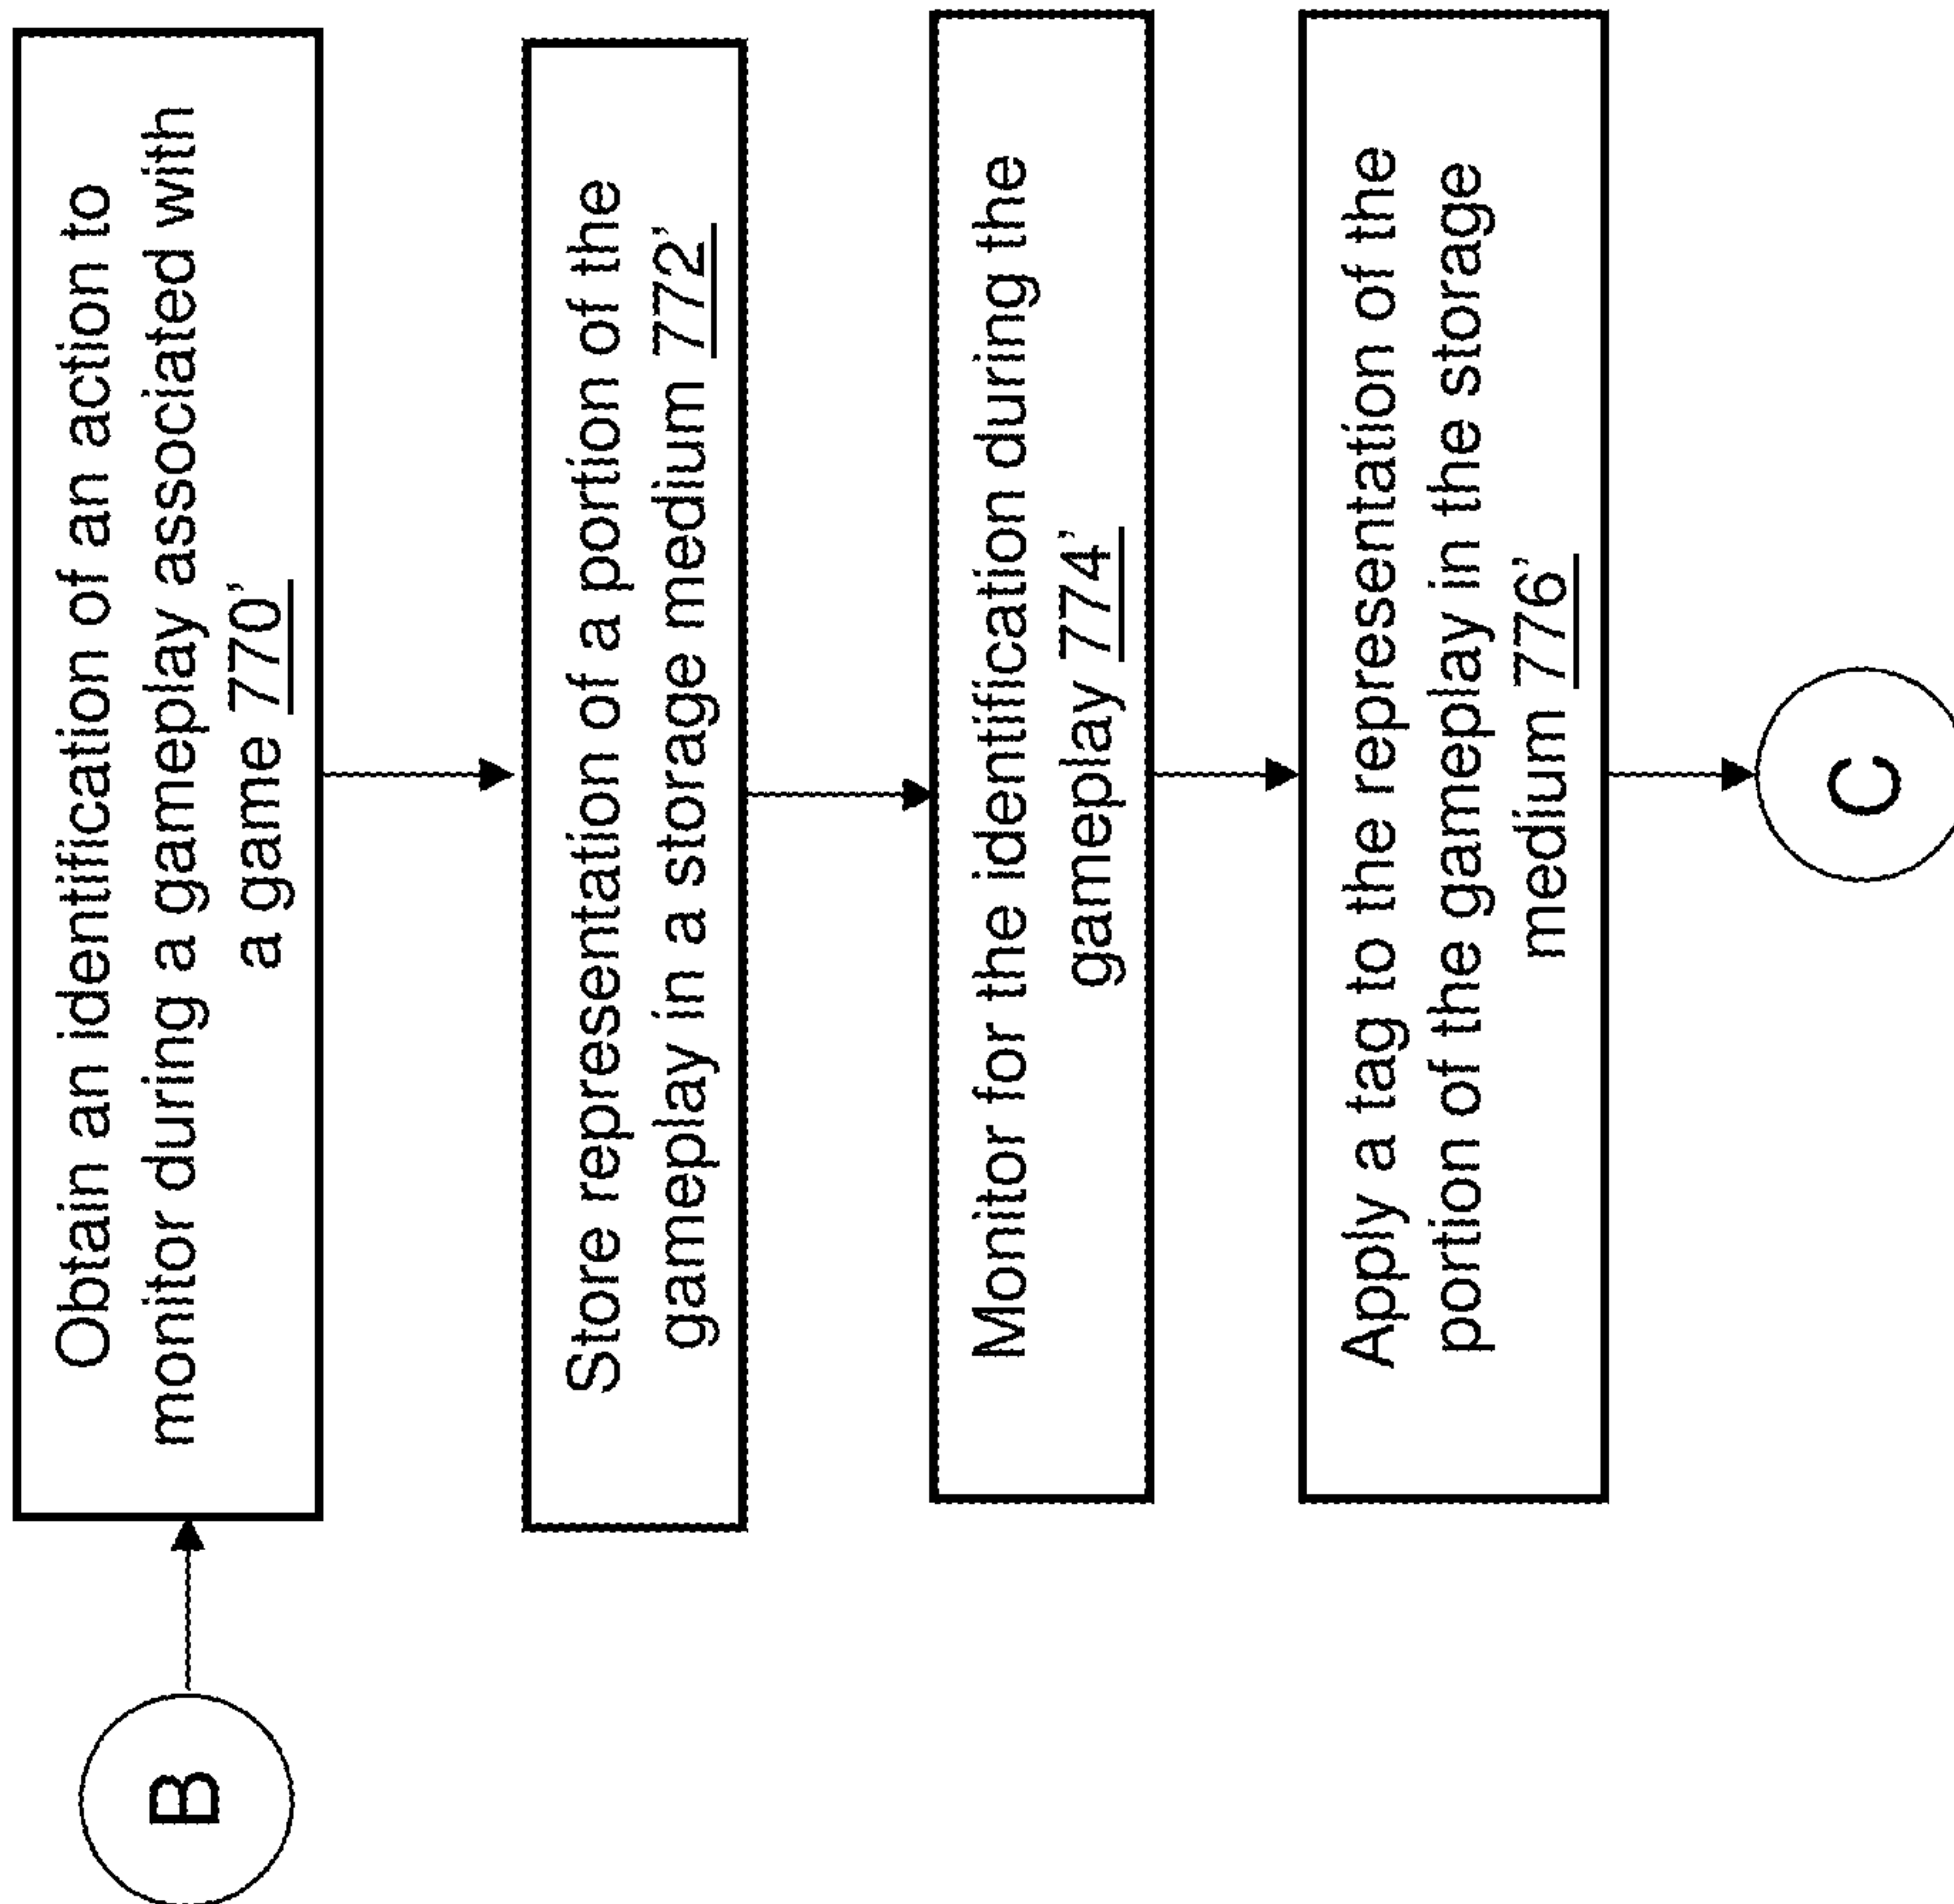 B
Obtain an identification of an action to
monitor during a gameplay associated with
a game 770’
Store representation of a portion of the
gameplay in a storage medium 772’
Monitor for the identification during the
gameplay 774’
Apply a tag to the representation of the
portion of the gameplay in the storage
medium 776’
C